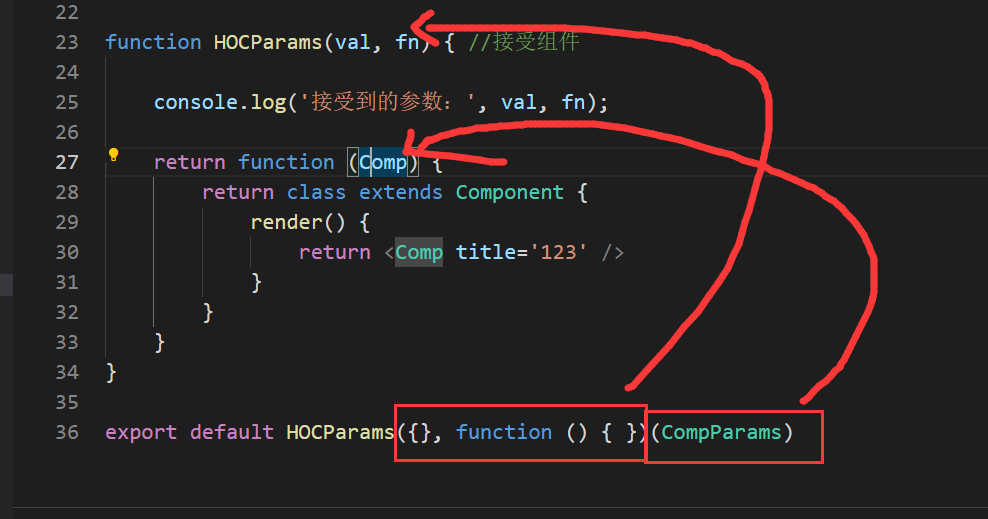 22
23 function HOCParams(val, fn) { //接受组件
24
25 console.log('接受到的参数：', val, fn);
26
27 return function (Comp) {
28 return class extends Component {
29 render() {
30 return <Comp title='123' />
31 }
32 }
33 }
34 }
35
36 export default HOCParams({}, function () { })(CompParams)